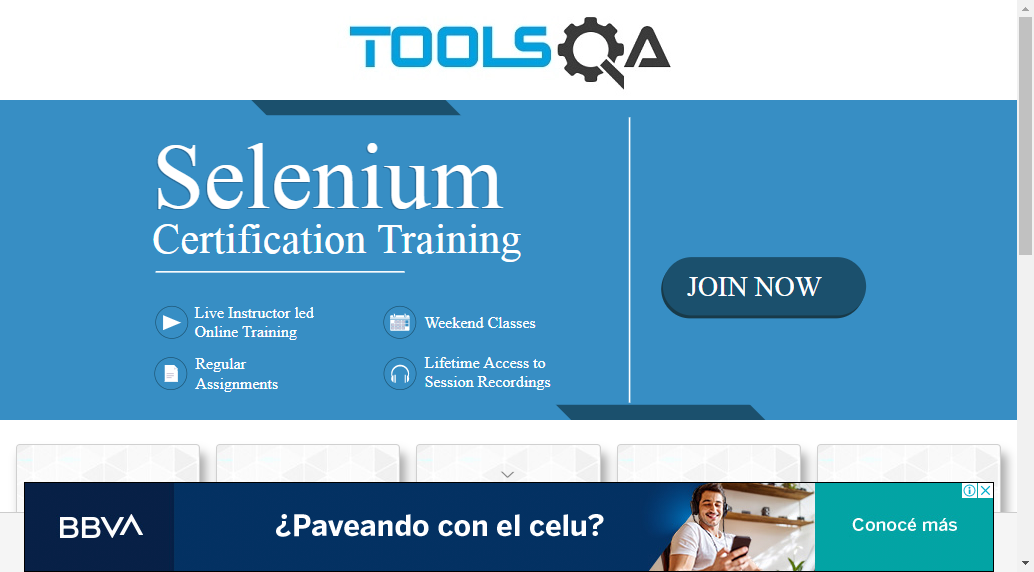 TOOLSQA
Selenium
Certification Training
Live Instructor led
Online Training
Weekend Classes
Regular
Assignments
Lifetime Access to
Session Recordings
JOIN NOW
BBVA
¿Paveando con el celu?
Conocé más